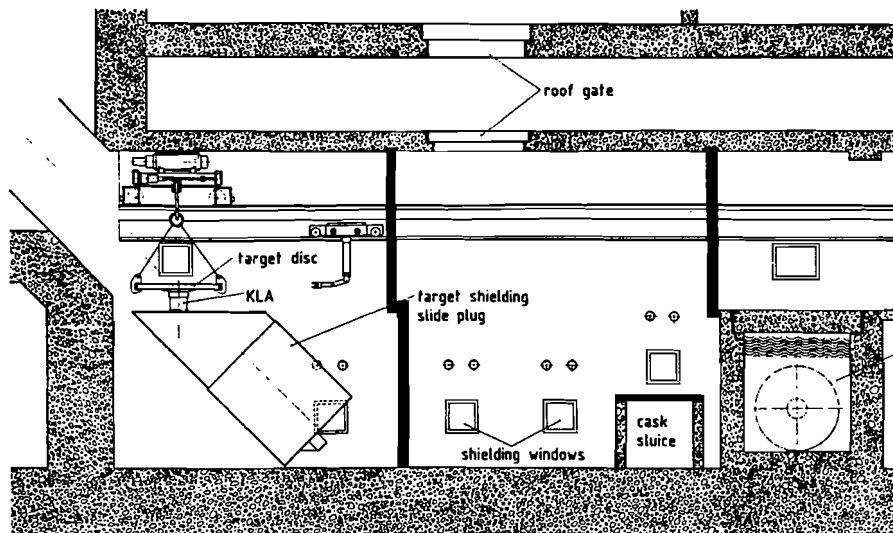 roof gate
target disc
KLA
target shielding
slide plug
cask
sluice
shielding windows